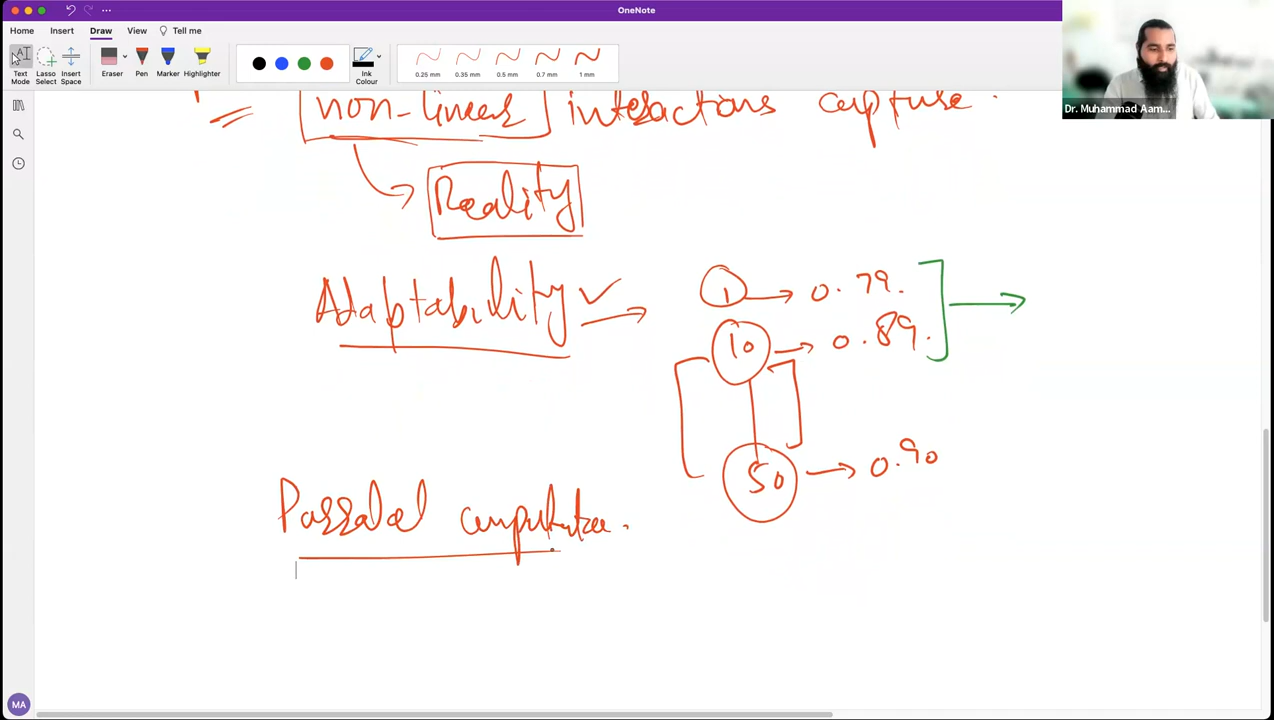 OneNote
Home Insert Draw View Tell me
Text Mode Lasso Select Insert Space Eraser Pen Marker Highlighter Ink Colour 0.25 mm 0.35 mm 0.5 mm 0.7 mm 1 mm
Dr. Muhammad Aam...
non-linear interactions capture.
Reality
Adaptability ✓ → 1 → 0.79.
10 → 0.89.
50 → 0.90
Parralel
MA